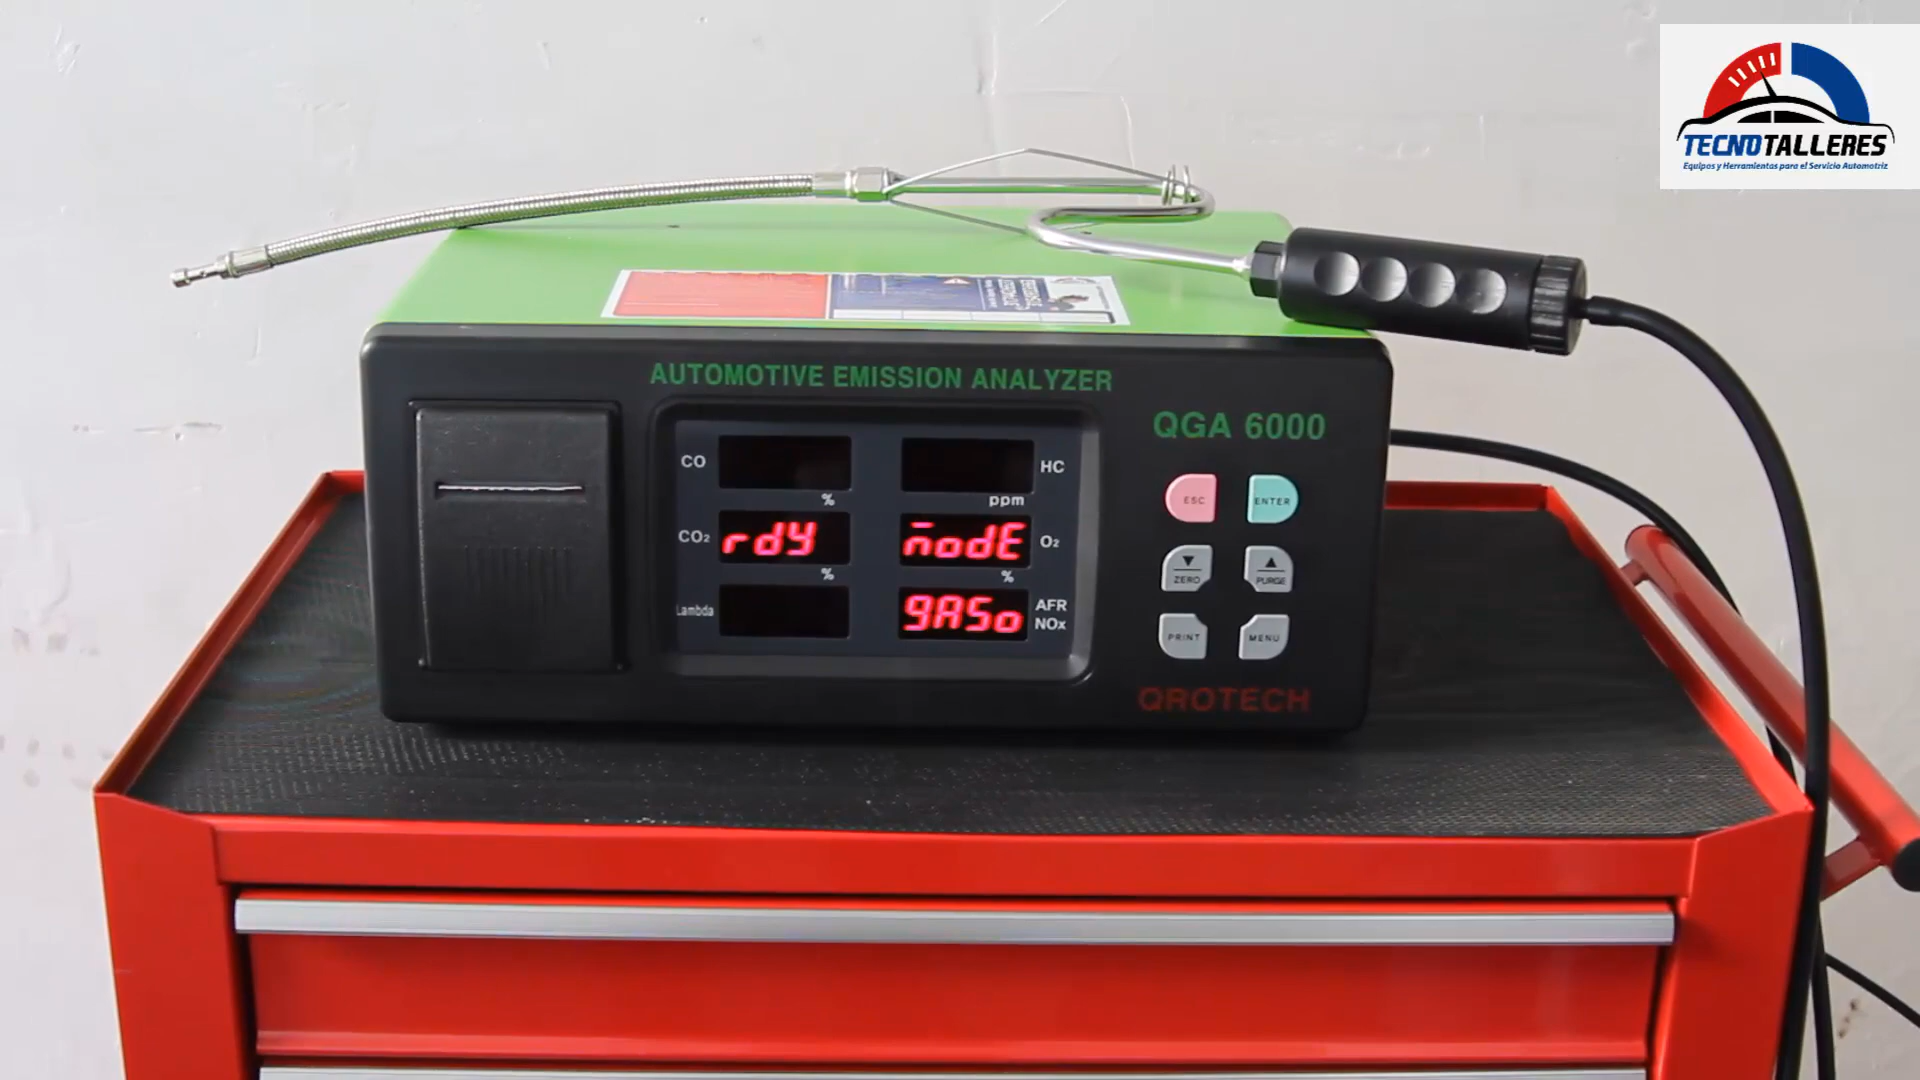 TECNOTALLERES
Equipos y Herramientas para el Servicio Automotriz
AUTOMOTIVE EMISSION ANALYZER
QGA 6000
CO
%
HC
ppm
CO₂
rdy
%
modE
O₂
%
Lambda
gASo
AFR
NOx
ESC
ENTER
ZERO
PURGE
PRINT
MENU
QROTECH